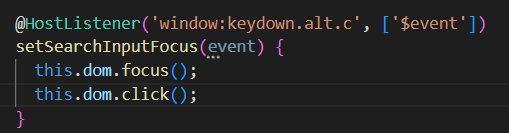 @HostListener('window:keydown.alt.c', ['$event'])
setSearchInputFocus(event) {
  this.dom.focus();
  this.dom.click();
}